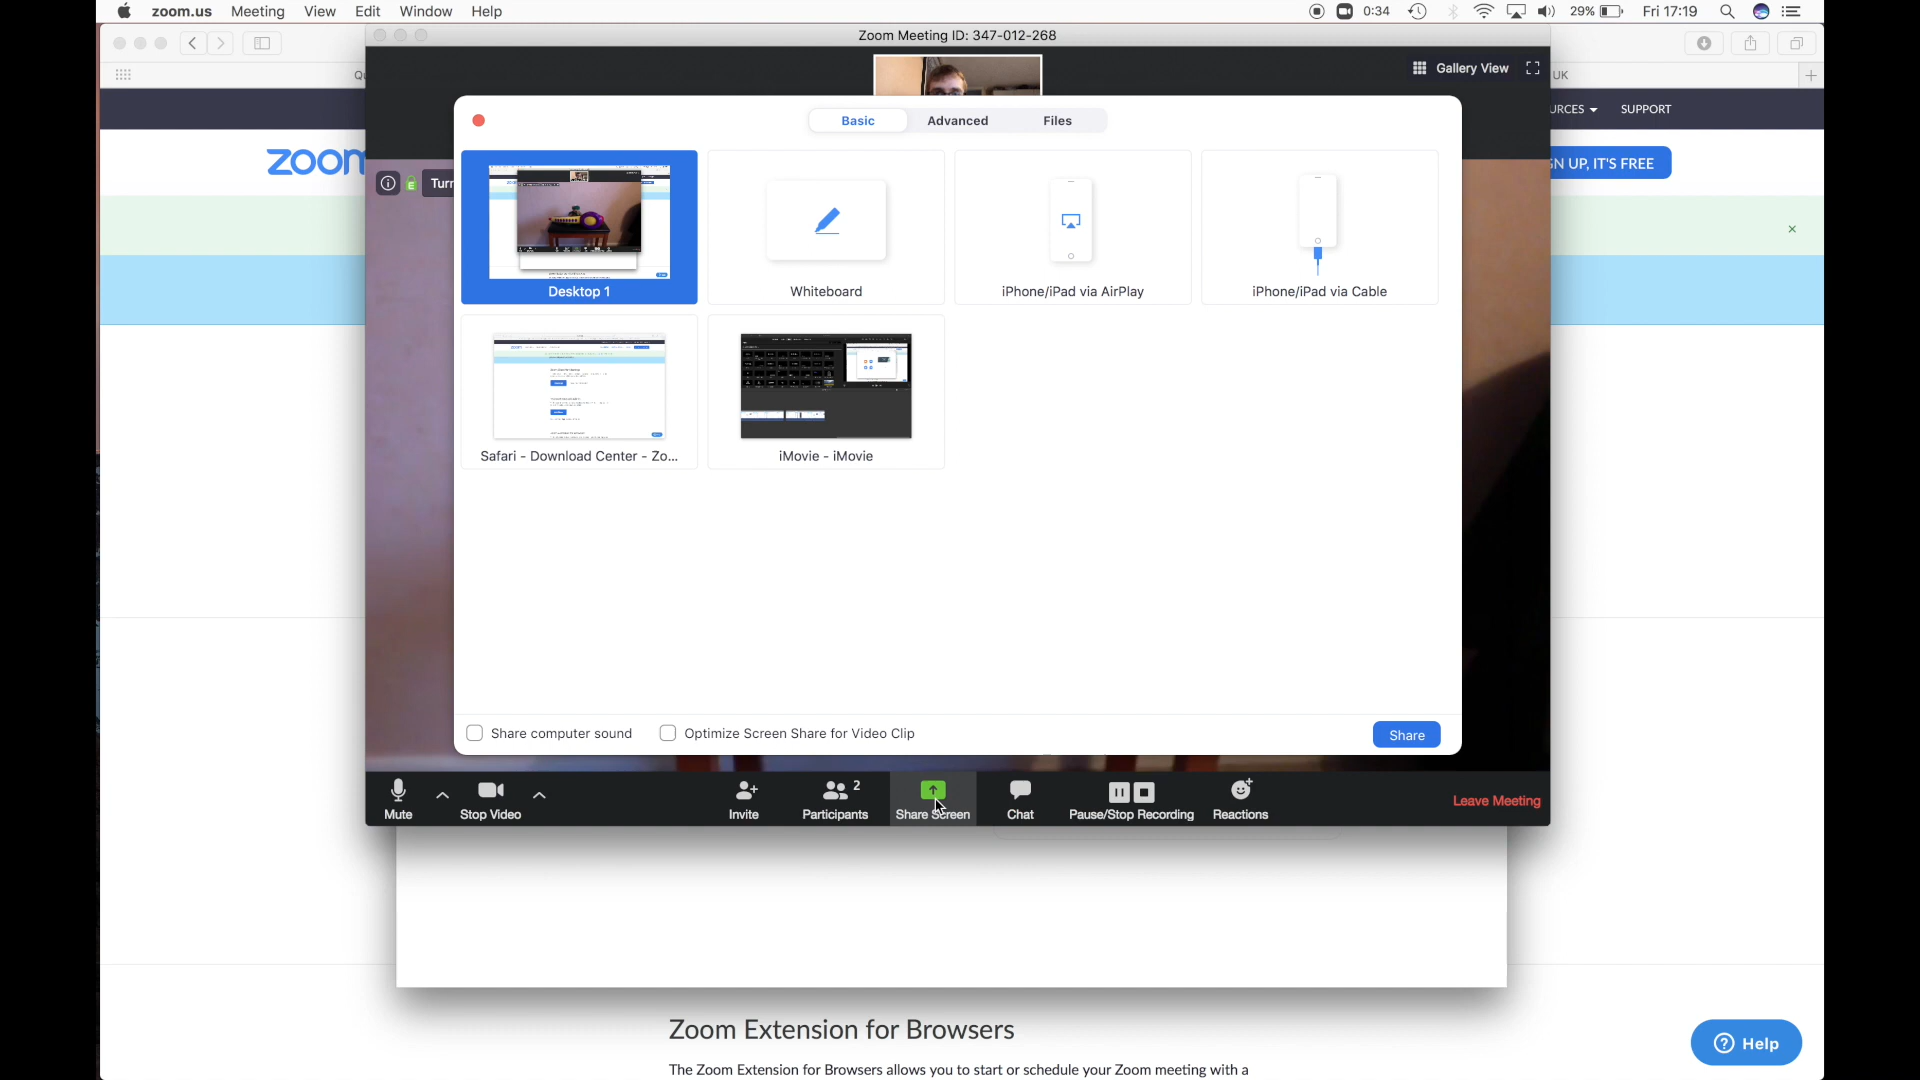 zoom.us Meeting View Edit Window Help 0:34 29% Fri 17:19
Zoom Meeting ID: 347-012-268
Gallery View
UK
Basic Advanced Files
SUPPORT
zoom
UP, IT'S FREE
Desktop 1 Whiteboard iPhone/iPad via AirPlay iPhone/iPad via Cable
Safari - Download Center - Zo... iMovie - iMovie
Share computer sound Optimize Screen Share for Video Clip Share
2
Mute Stop Video Invite Participants Share Screen Chat Pause/Stop Recording Reactions Leave Meeting
Zoom Extension for Browsers
Help
The Zoom Extension for Browsers allows you to start or schedule your Zoom meeting with a